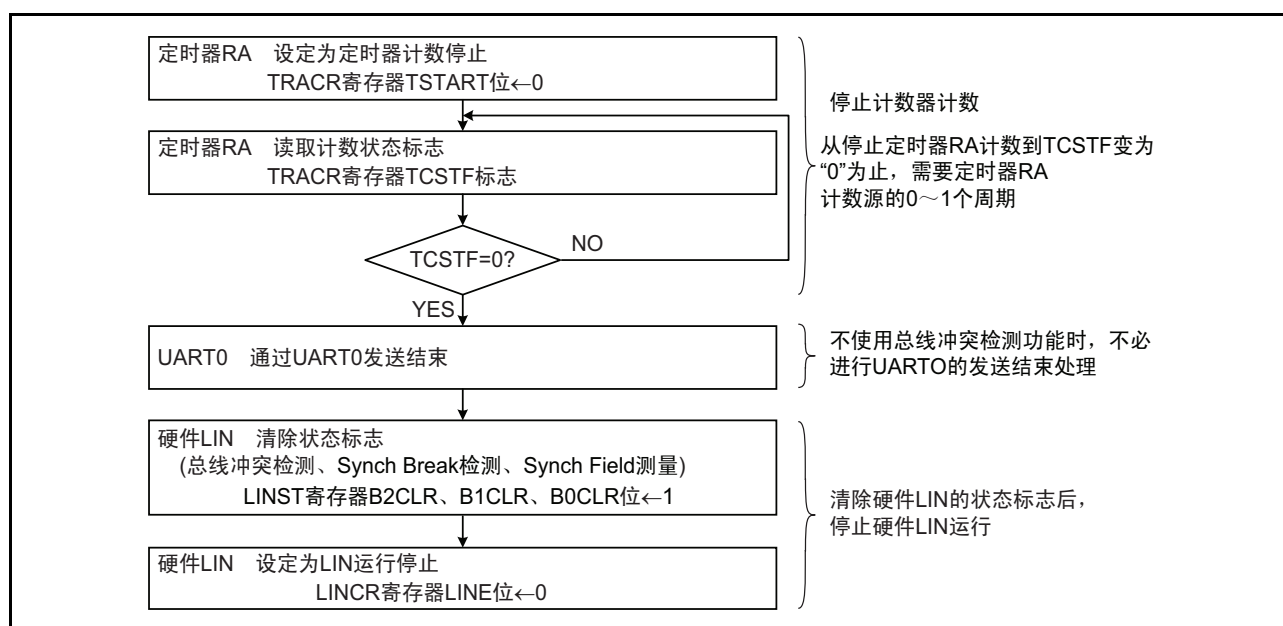 定时器RA 设定为定时器计数停止
TRACR寄存器TSTART位←0
定时器RA 读取计数状态标志
TRACR寄存器TCSTF标志
TCSTF=0?
NO
YES
停止计数器计数
从停止定时器RA计数到TCSTF变为
“0”为止，需要定时器RA
计数源的0～1个周期
UART0 通过UART0发送结束
不使用总线冲突检测功能时，不必
进行UARTO的发送结束处理
硬件LIN 清除状态标志
(总线冲突检测、Synch Break检测、Synch Field测量)
LINST寄存器B2CLR、B1CLR、B0CLR位←1
硬件LIN 设定为LIN运行停止
LINCR寄存器LINE位←0
清除硬件LIN的状态标志后，
停止硬件LIN运行